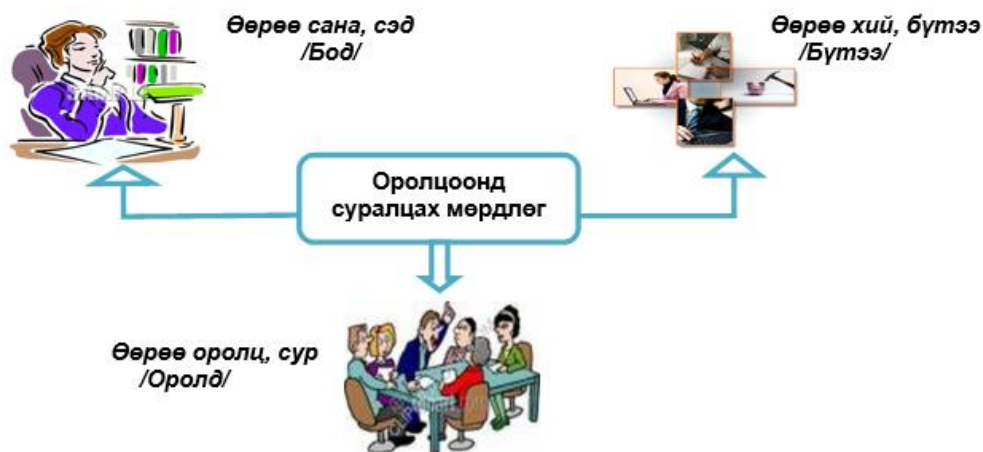 Өөрөө сана, сэд
/Бод/
Өөрөө хий, бүтээ
/Бүтээ/
Оролцоонд
суралцах мөрдлөг
Өөрөө оролц, сур
/Оролд/